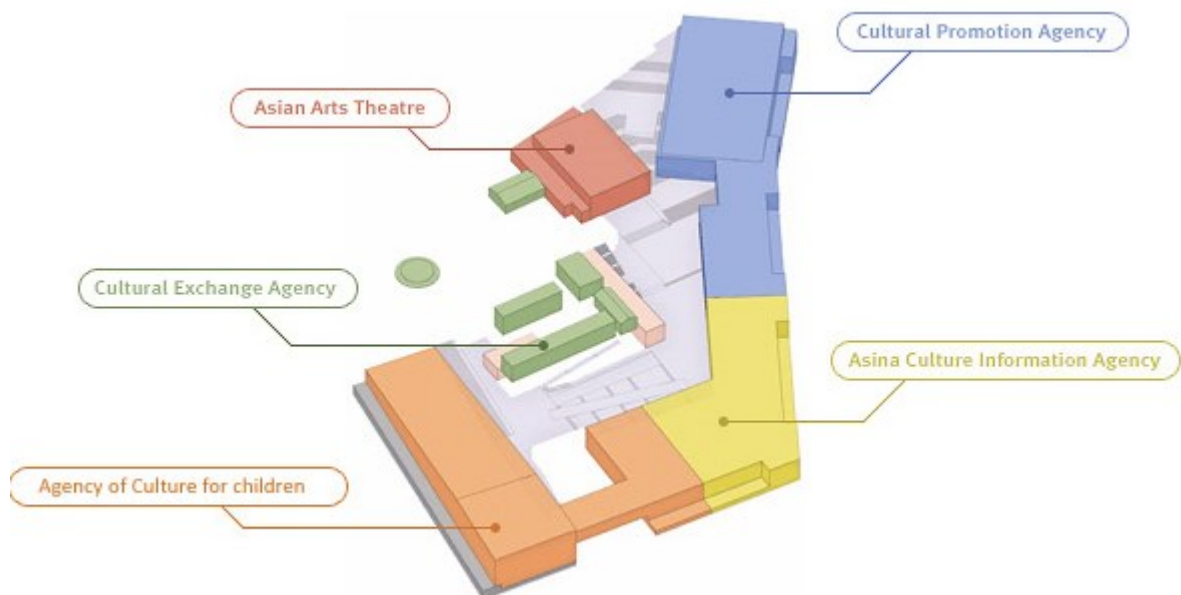 Cultural Promotion Agency
Asian Arts Theatre
Cultural Exchange Agency
Asina Culture Information Agency
Agency of Culture for children